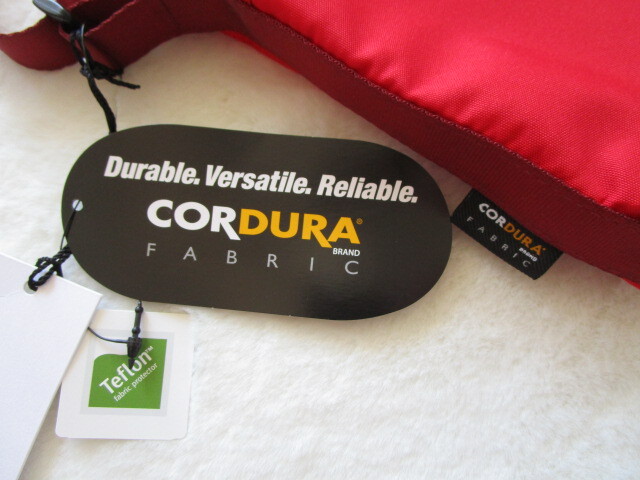 Durable. Versatile. Reliable.
CORDURA®
BRAND
FABRIC
CORDURA®
BRAND
FABRIC
Teflon™
fabric protector